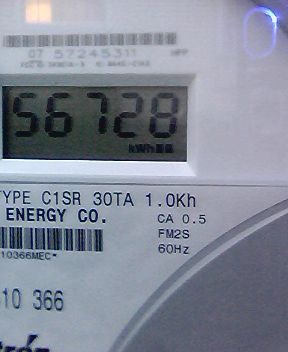 07 57245311
56728
kWh
TYPE C1SR 30TA 1.0Kh
ENERGY CO.
CA 0.5
FM2S
60Hz
10366MEC*
10 366